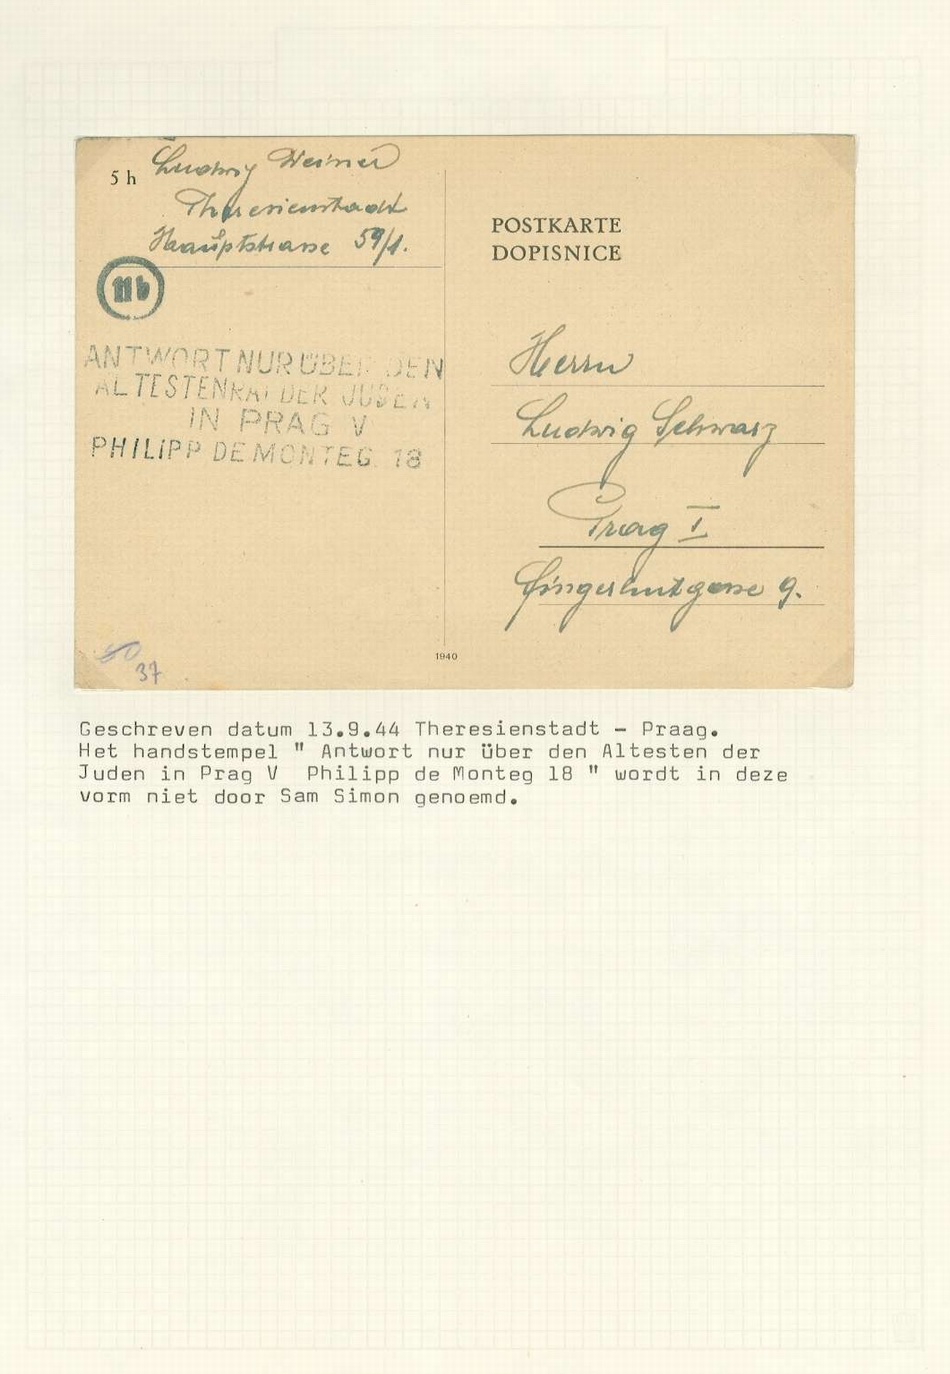 5 h
Ludwig Weiner
Theresienstadt
Hauptstrasse 59/1.
11b
ANTWORT NUR ÜBER DEN
ALTESTENRAT DER JUDEN
IN PRAG V
PHILIPP DE MONTEG. 18
POSTKARTE
DOPISNICE
Herrn
Ludwig Schwarz
Prag I
Fingerhutgasse 9.
37
1940
Geschreven datum 13.9.44 Theresienstadt - Praag.
Het handstempel " Antwort nur über den Altesten der
Juden in Prag V Philipp de Monteg 18 " wordt in deze
vorm niet door Sam Simon genoemd.